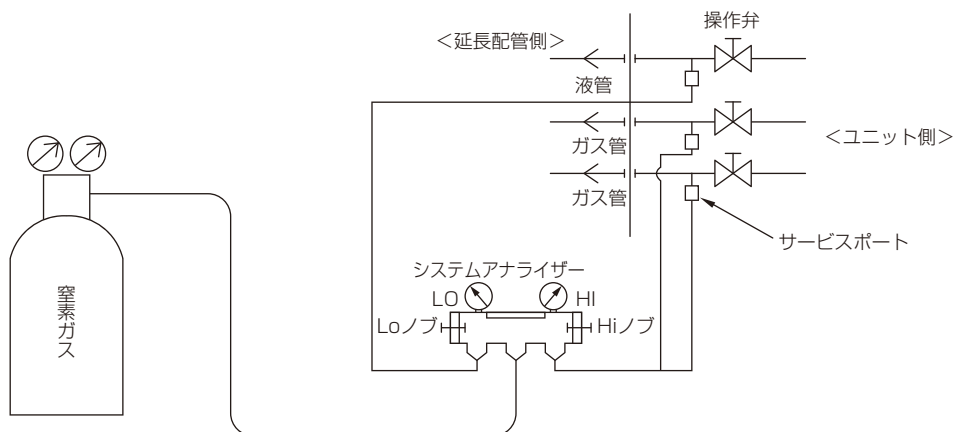 操作弁
＜延長配管側＞
液管
＜ユニット側＞
ガス管
ガス管
サービスポート
システムアナライザー
LO
HI
Loノブ
Hiノブ
窒素ガス